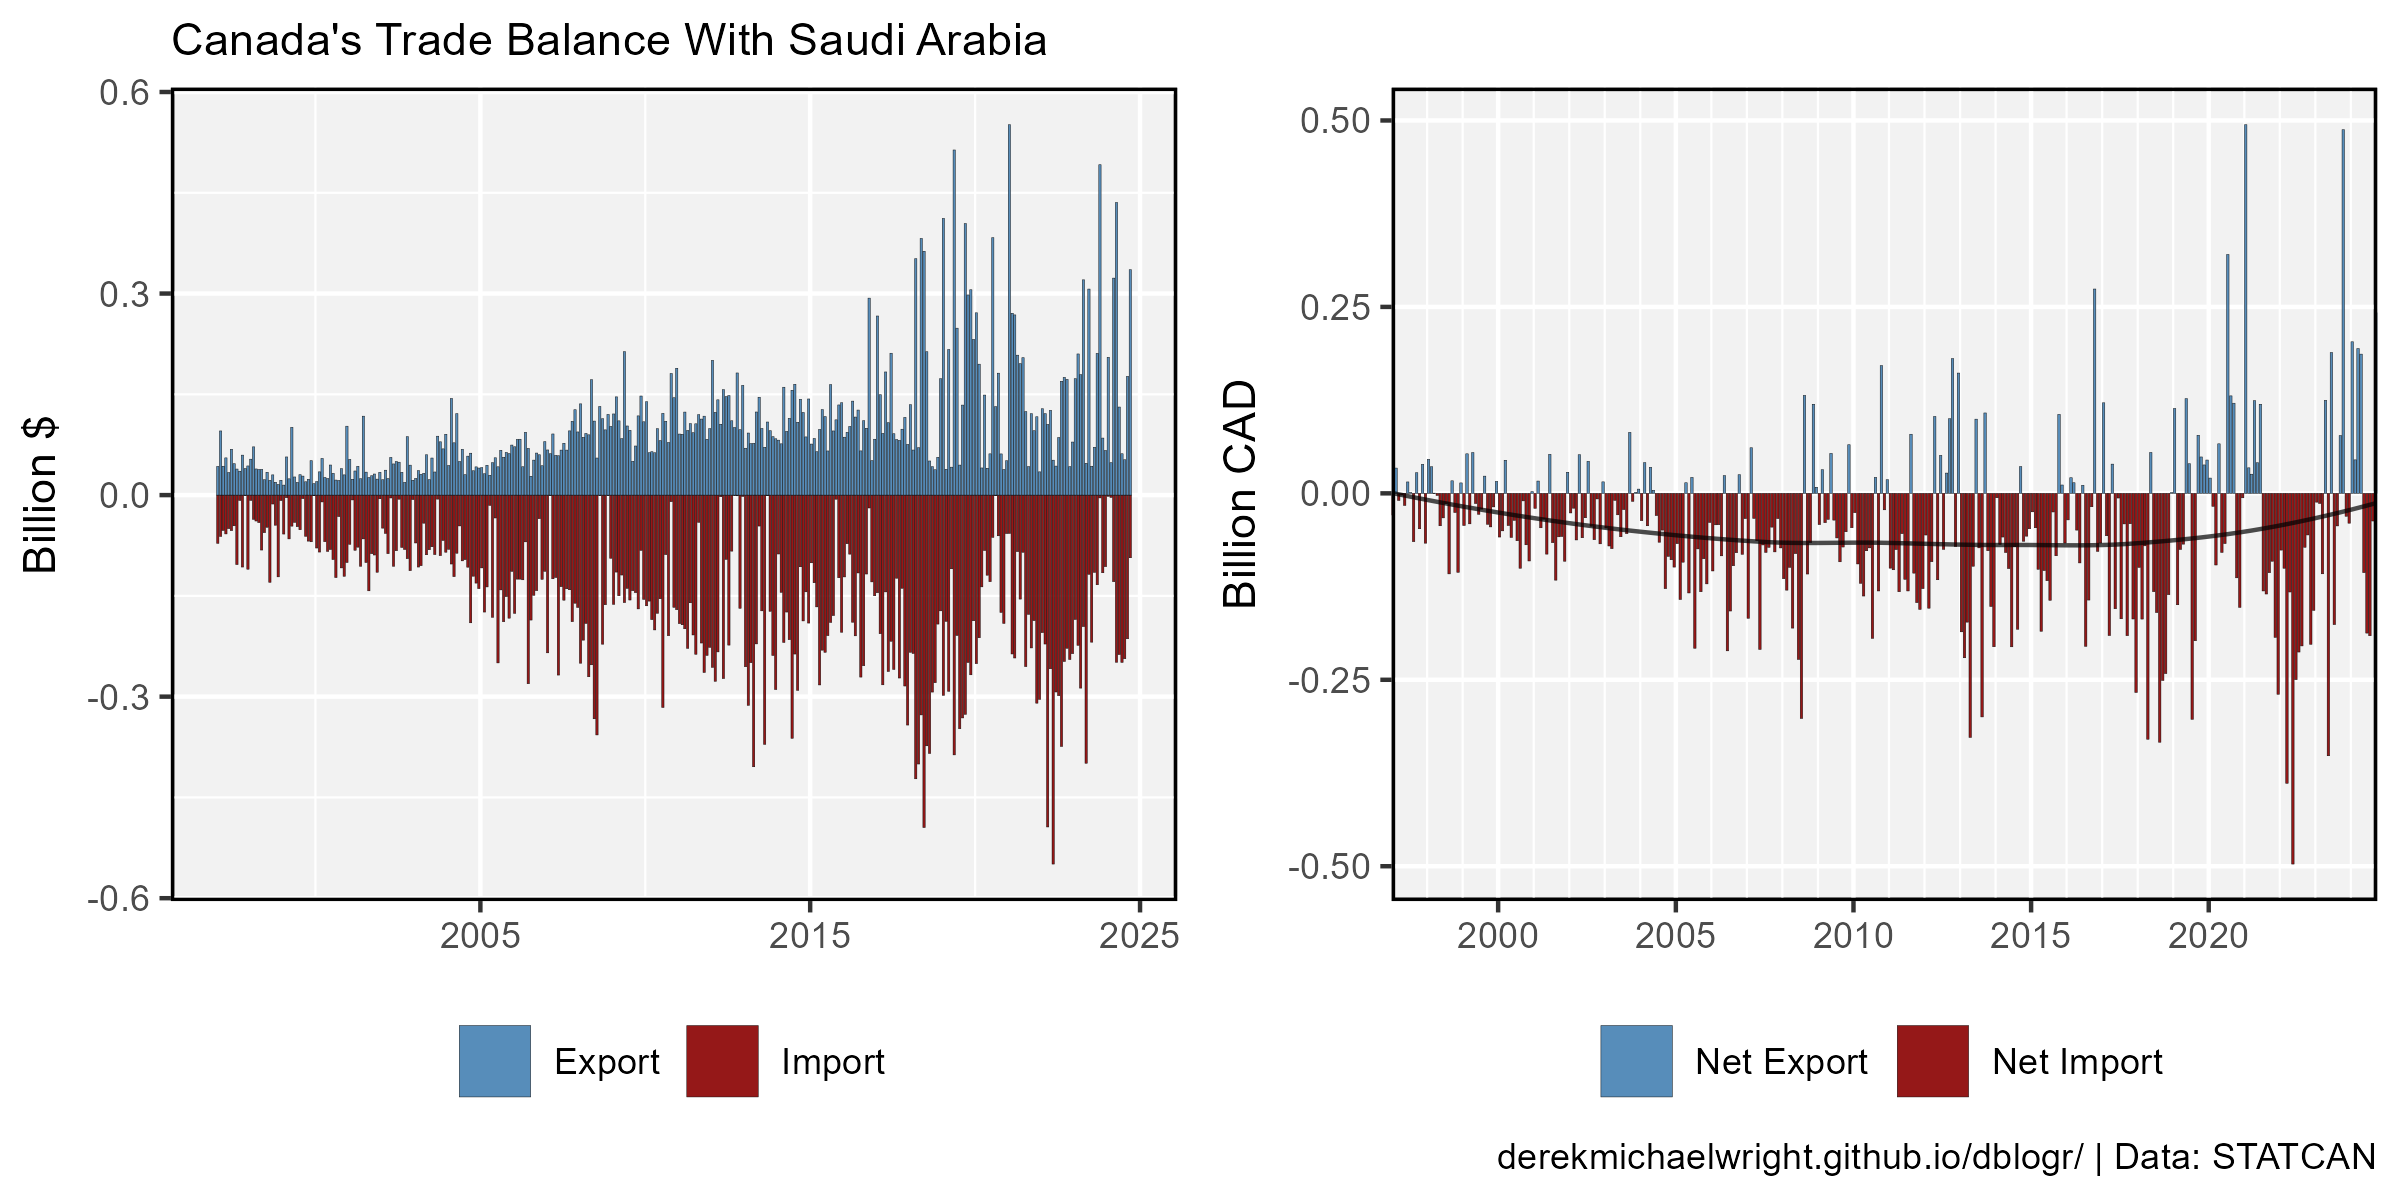 Canada's Trade Balance With Saudi Arabia
Billion $
0.6
0.3
0.0
-0.3
-0.6
2005 2015 2025
Export Import
Billion CAD
0.50
0.25
0.00
-0.25
-0.50
2000 2005 2010 2015 2020
Net Export Net Import
derekmichaelwright.github.io/dblogr/ | Data: STATCAN